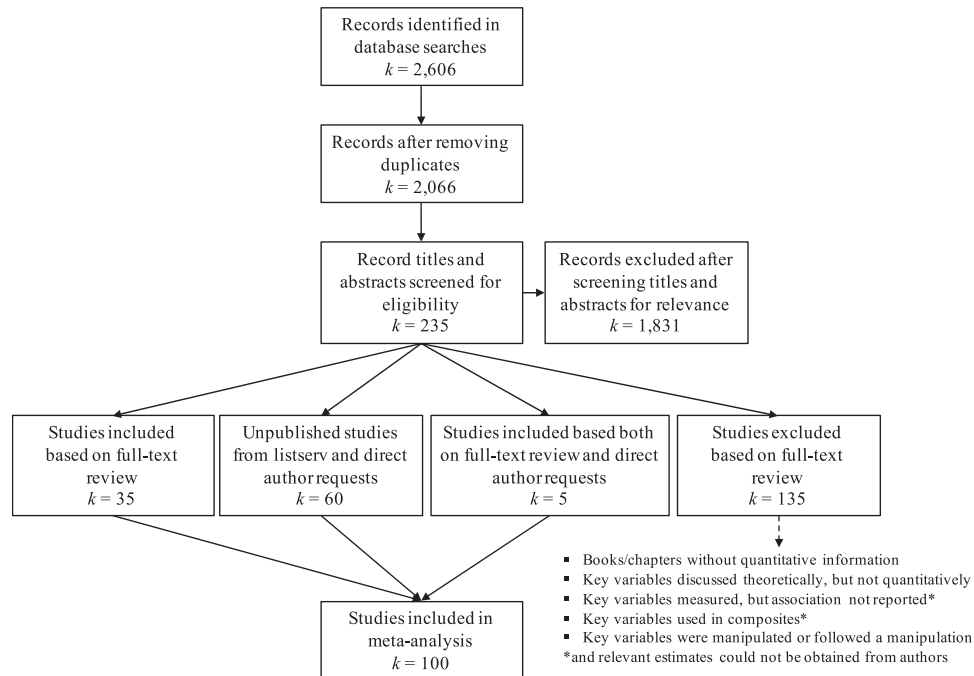 Records identified in
database searches
k = 2,606
Records after removing
duplicates
k = 2,066
Record titles and
abstracts screened for
eligibility
k = 235
Records excluded after
screening titles and
abstracts for relevance
k = 1,831
Studies included
based on full-text
review
k = 35
Unpublished studies
from listserv and direct
author requests
k = 60
Studies included based both
on full-text review and direct
author requests
k = 5
Studies excluded
based on full-text
review
k = 135
▪ Books/chapters without quantitative information
▪ Key variables discussed theoretically, but not quantitatively
▪ Key variables measured, but association not reported*
▪ Key variables used in composites*
▪ Key variables were manipulated or followed a manipulation
*and relevant estimates could not be obtained from authors
Studies included in
meta-analysis
k = 100